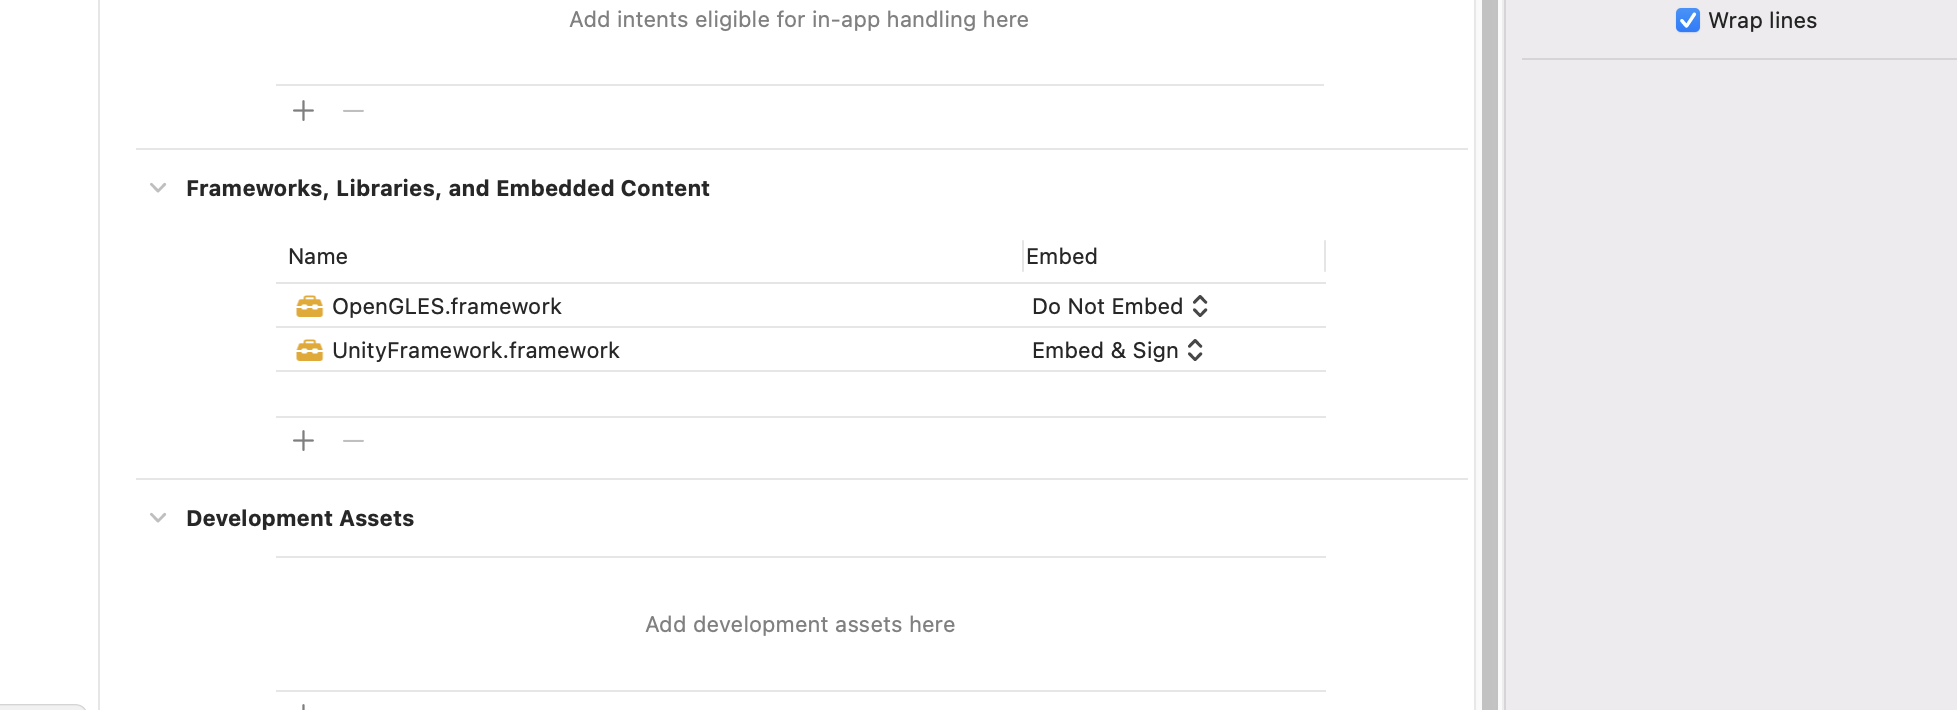 Add intents eligible for in-app handling here
Wrap lines
Frameworks, Libraries, and Embedded Content
Name Embed
OpenGLES.framework Do Not Embed
UnityFramework.framework Embed & Sign
Development Assets
Add development assets here